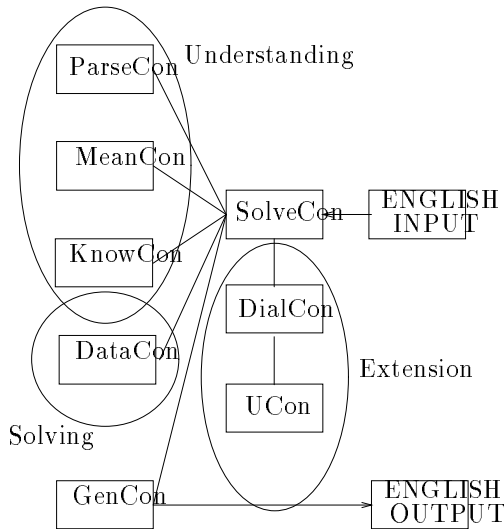 Understanding
ParseCon
MeanCon
SolveCon
ENGLISH
INPUT
KnowCon
DialCon
DataCon
Extension
UCon
Solving
GenCon
ENGLISH
OUTPUT